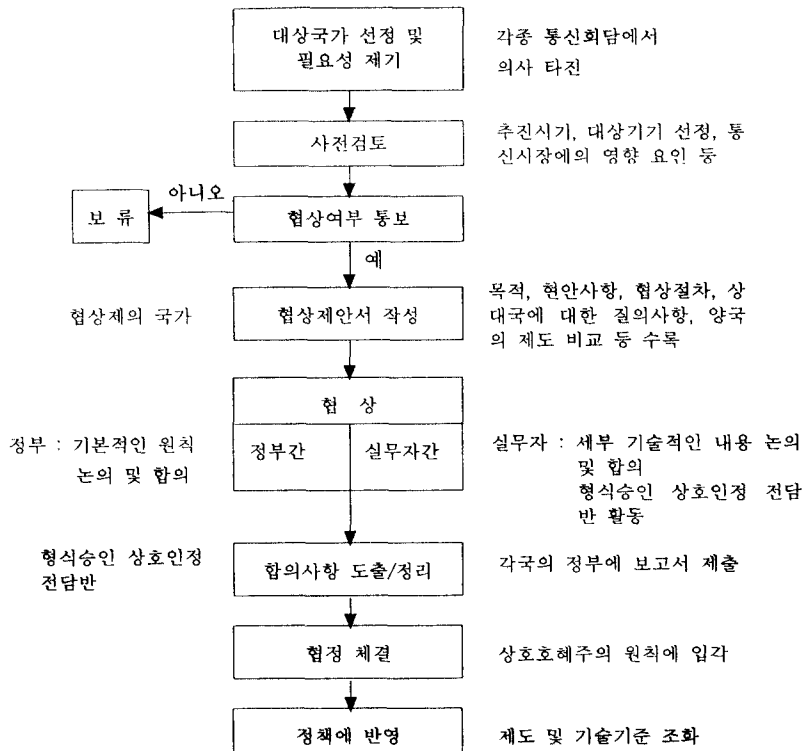 대상국가 선정 및
필요성 제기
각종 통신회담에서
의사 타진
사전검토
추진시기, 대상기기 선정, 통
신시장에의 영향 요인 등
아니오
보 류
협상여부 통보
예
협상제의 국가
협상제안서 작성
목적, 현안사항, 협상절차, 상
대국에 대한 질의사항, 양국
의 제도 비교 등 수록
협 상
정부 : 기본적인 원칙
논의 및 합의
정부간
실무자간
실무자 : 세부 기술적인 내용 논의
및 합의
형식승인 상호인정 전담
반 활동
형식승인 상호인정
전담반
합의사항 도출/정리
각국의 정부에 보고서 제출
협정 체결
상호호혜주의 원칙에 입각
정책에 반영
제도 및 기술기준 조화